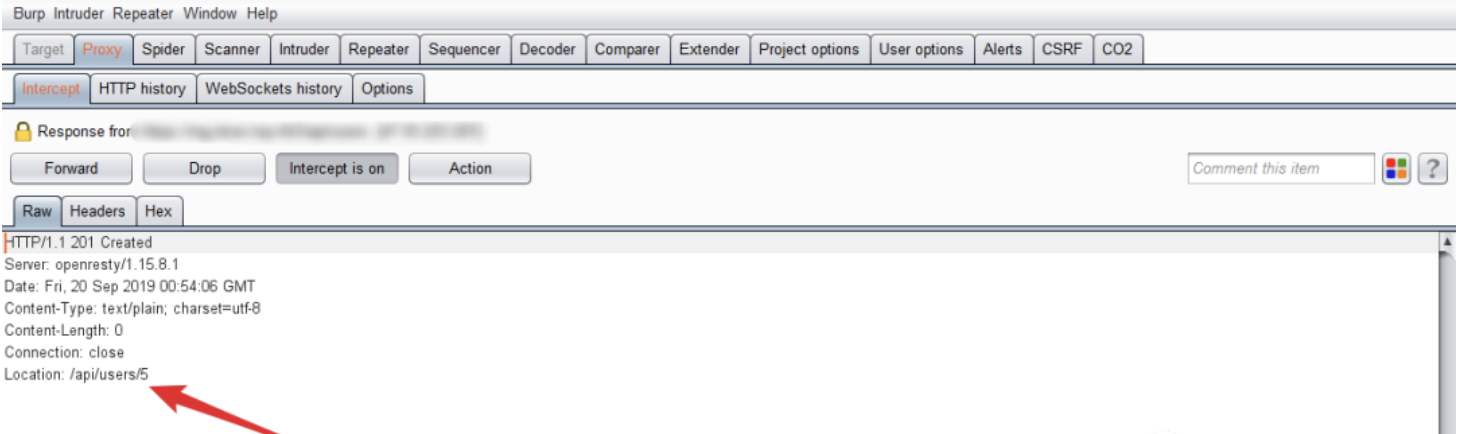 Burp Intruder Repeater Window Help
Target Proxy Spider Scanner Intruder Repeater Sequencer Decoder Comparer Extender Project options User options Alerts CSRF CO2
Intercept HTTP history WebSockets history Options
Response from
Forward Drop Intercept is on Action Comment this item ?
Raw Headers Hex
HTTP/1.1 201 Created
Server: openresty/1.15.8.1
Date: Fri, 20 Sep 2019 00:54:06 GMT
Content-Type: text/plain; charset=utf-8
Content-Length: 0
Connection: close
Location: /api/users/5